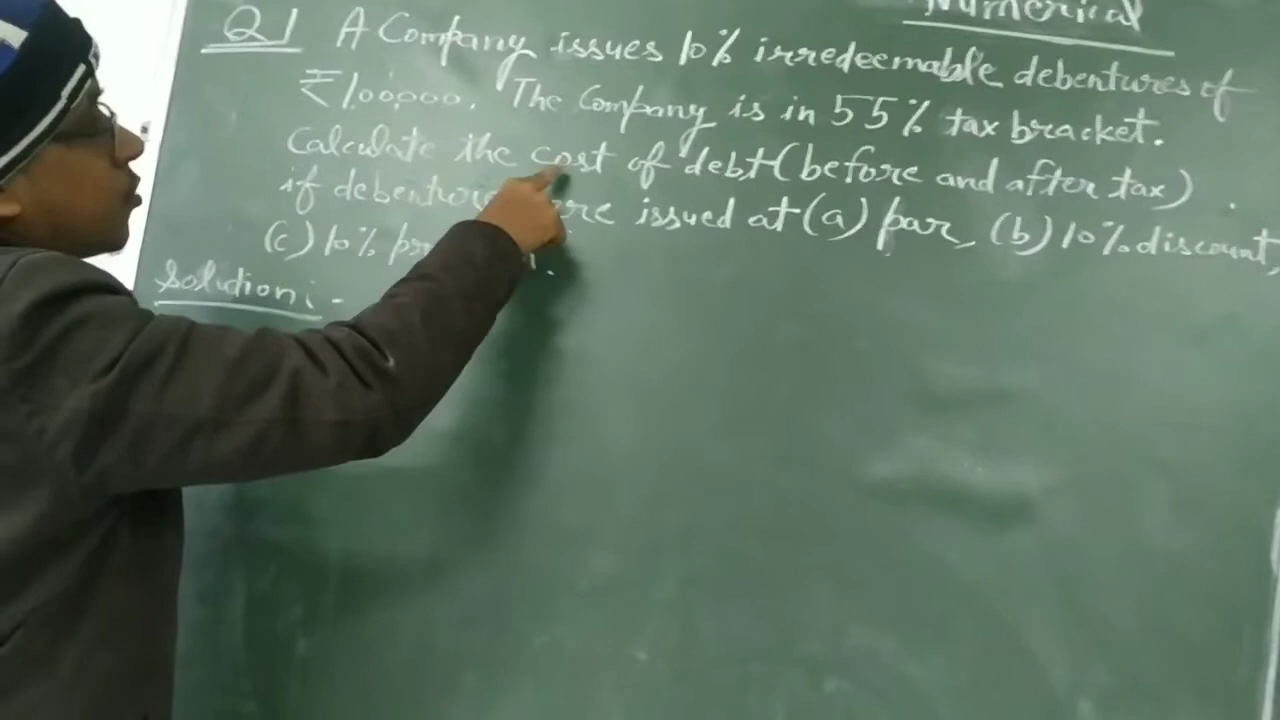 Numerical
Q1 A Company issues 10% irredeemable debentures of
₹1,00,000. The Company is in 55% tax bracket.
Calculate the cost of debt (before and after tax)
if debentures are issued at (a) par, (b) 10% discount,
(c) 10%
Solution:-